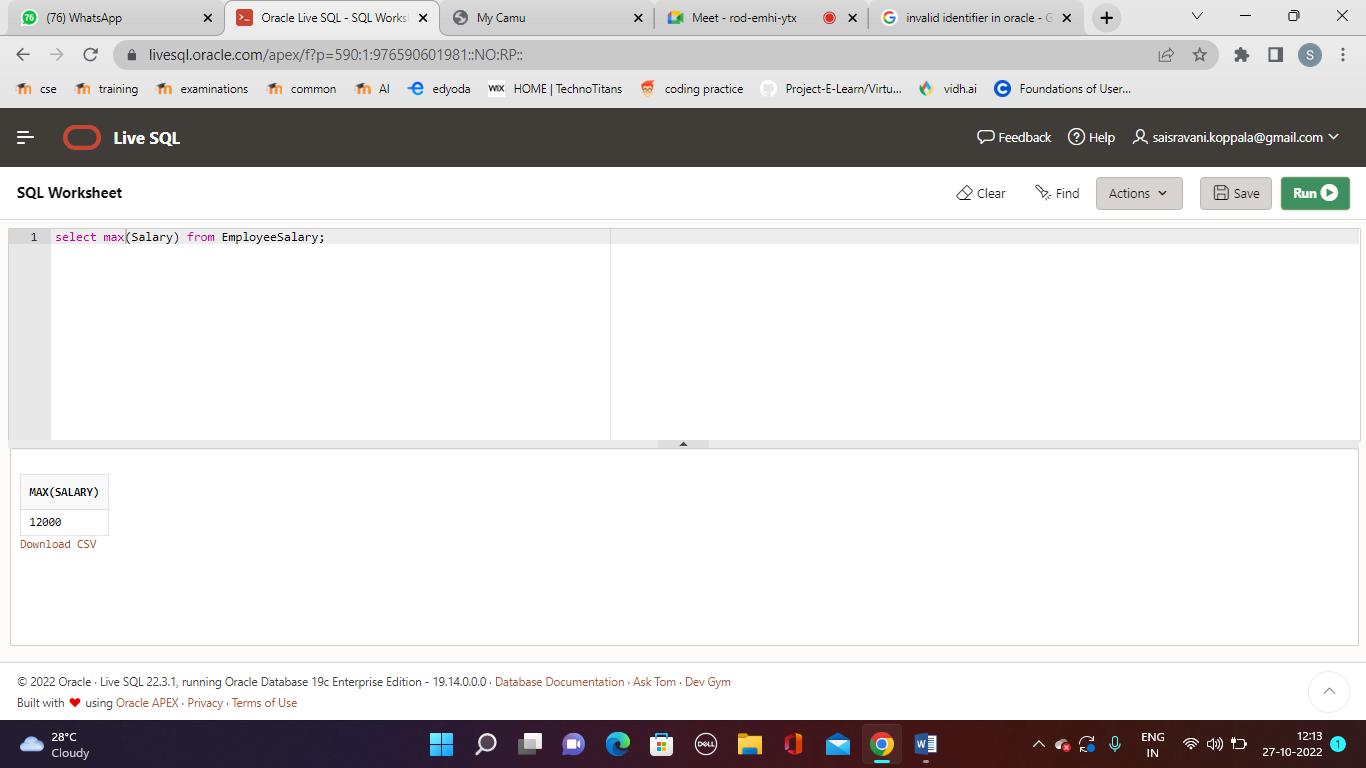 76 (76) WhatsApp
Oracle Live SQL - SQL Works
My Camu
Meet - rod-emhi-ytx
invalid identifier in oracle - G
livesql.oracle.com/apex/f?p=590:1:976590601981::NO:RP::
S
cse
training
examinations
common
AI
edyoda
WIX HOME | TechnoTitans
coding practice
Project-E-Learn/Virtu...
vidh.ai
C Foundations of User...
Live SQL
Feedback
Help
saisravani.koppala@gmail.com
SQL Worksheet
Clear
Find
Actions
Save
Run
1 select max(Salary) from EmployeeSalary;
MAX(SALARY)
12000
Download CSV
© 2022 Oracle · Live SQL 22.3.1, running Oracle Database 19c Enterprise Edition - 19.14.0.0.0 · Database Documentation · Ask Tom · Dev Gym
Built with ❤ using Oracle APEX · Privacy · Terms of Use
28°C
Cloudy
DELL
W
ENG
IN
12:13
27-10-2022
1